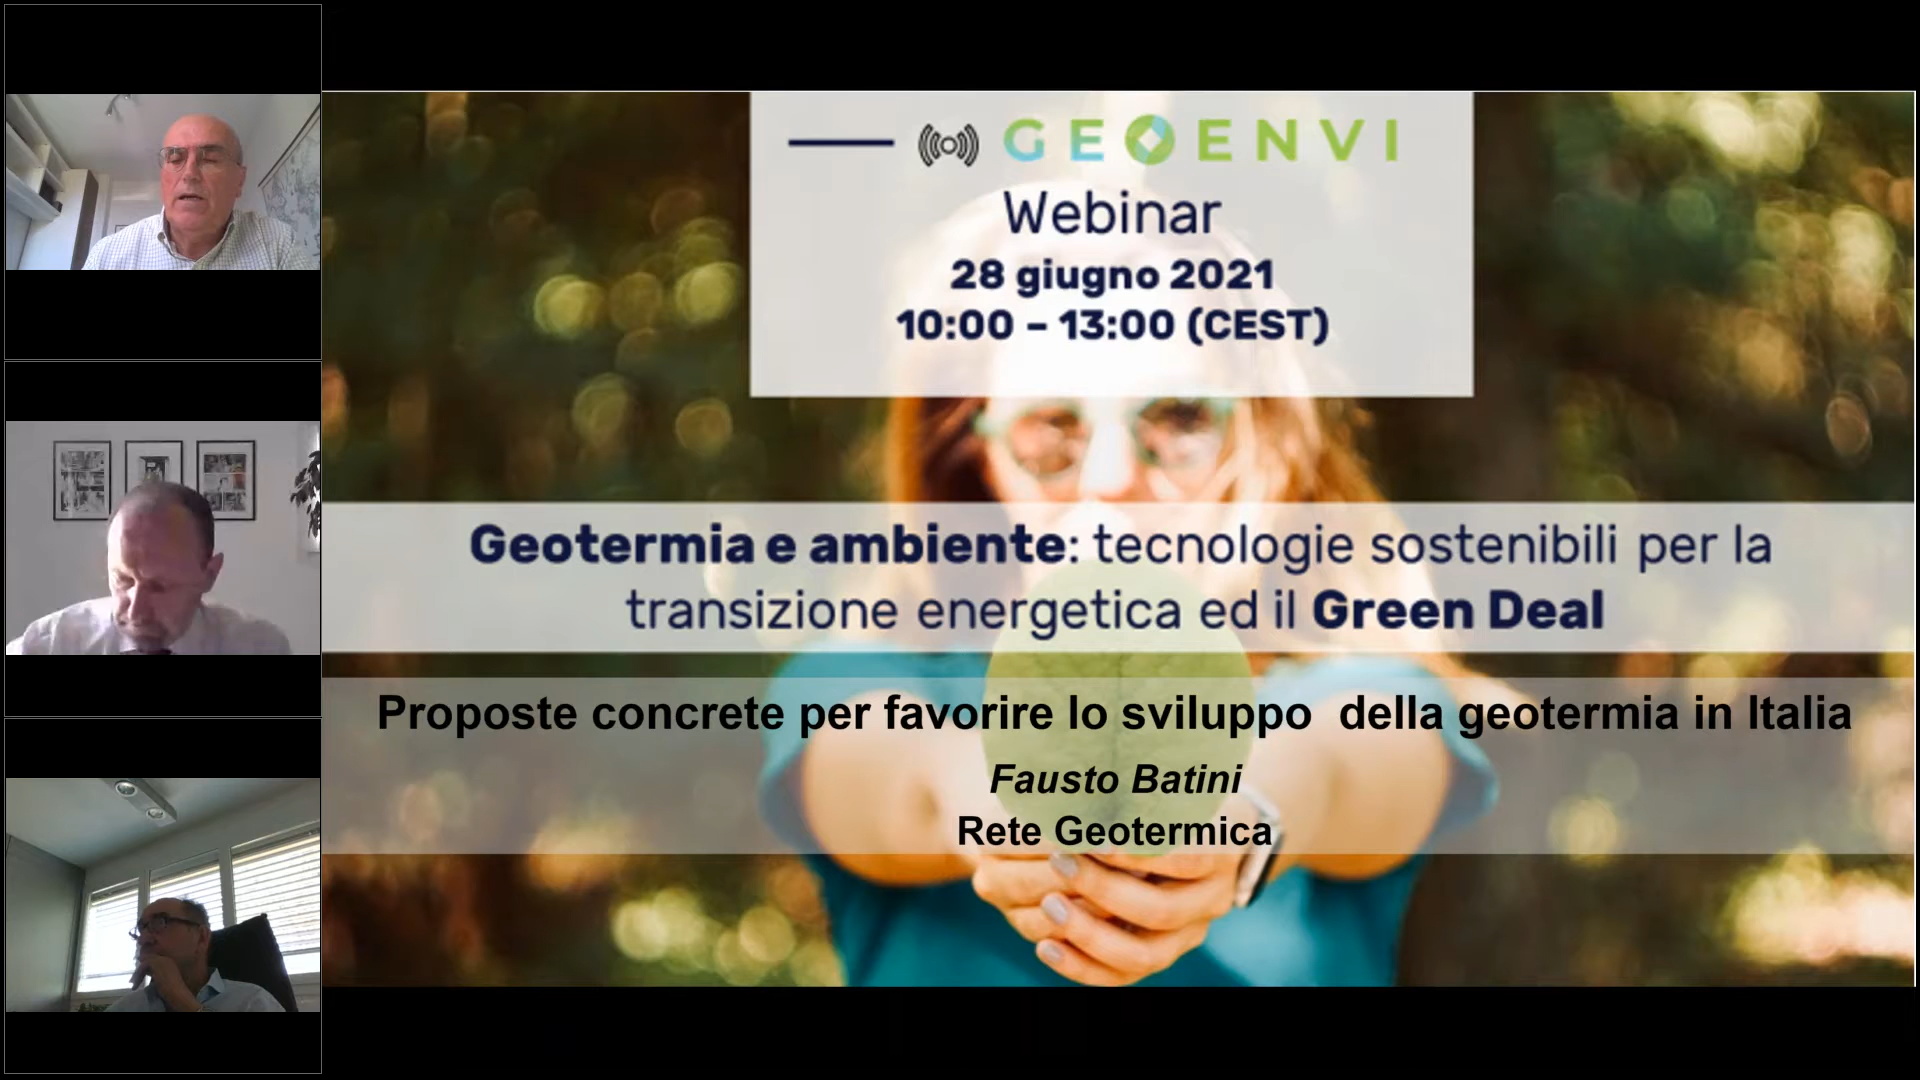 GEOENVI
Webinar
28 giugno 2021
10:00 – 13:00 (CEST)
Geotermia e ambiente: tecnologie sostenibili per la
transizione energetica ed il Green Deal
Proposte concrete per favorire lo sviluppo della geotermia in Italia
Fausto Batini
Rete Geotermica